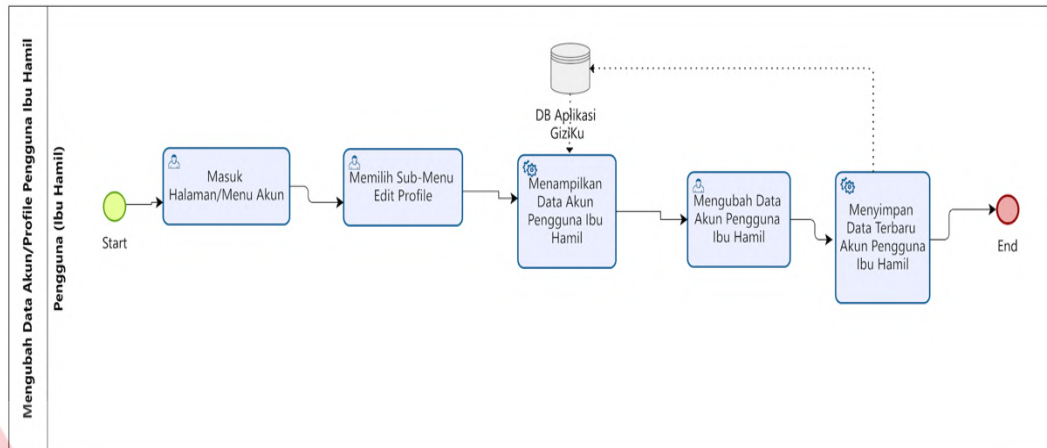 Mengubah Data Akun/Profile Pengguna Ibu Hamil
Pengguna (Ibu Hamil)
Start
Masuk
Halaman/Menu Akun
Memilih Sub-Menu
Edit Profile
DB Aplikasi
GiziKu
Menampilkan
Data Akun
Pengguna Ibu
Hamil
Mengubah Data
Akun Pengguna
Ibu Hamil
Menyimpan
Data Terbaru
Akun Pengguna
Ibu Hamil
End